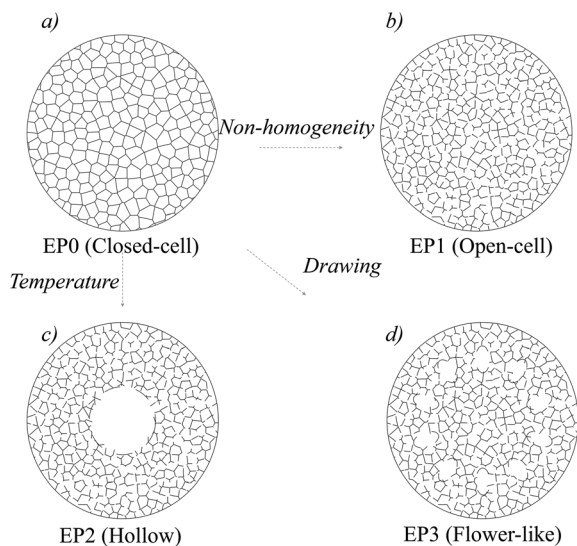 a)
b)
Non-homogeneity
EP0 (Closed-cell)
EP1 (Open-cell)
Temperature
Drawing
c)
d)
EP2 (Hollow)
EP3 (Flower-like)